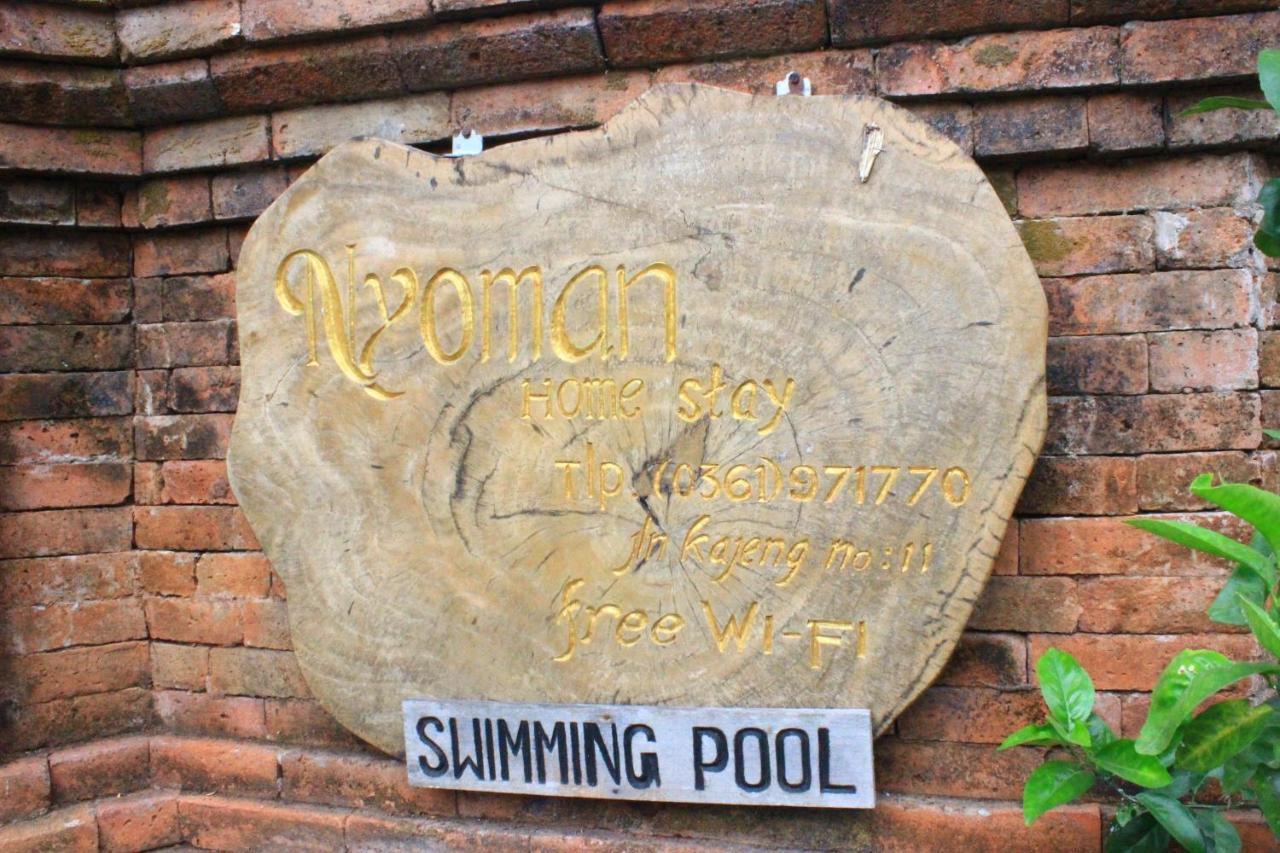 Nyoman
Home stay
Tlp. (0361) 971770
Jln Kajeng no: 11
free Wi-Fi
SWIMMING POOL